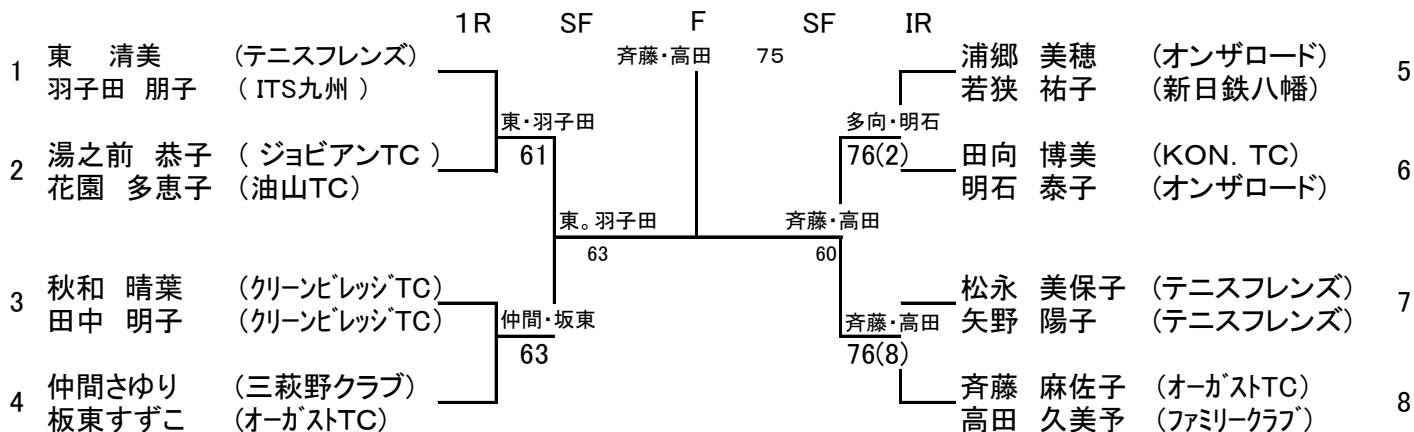 1R SF F SF IR
斉藤・高田 75
1 東 清美 (テニスフレンズ)
羽子田 朋子 ( ITS九州 )
東・羽子田
61
2 湯之前 恭子 ( ジョビアンTC )
花園 多恵子 (油山TC)
東。羽子田
63
3 秋和 晴葉 (クリーンビレッジTC)
田中 明子 (クリーンビレッジTC)
仲間・坂東
63
4 仲間さゆり (三萩野クラブ)
板東すずこ (オーガストTC)
浦郷 美穂 (オンザロード) 5
若狭 祐子 (新日鉄八幡)
多向・明石
76(2)
田向 博美 (KON. TC) 6
明石 泰子 (オンザロード)
斉藤・高田
60
松永 美保子 (テニスフレンズ) 7
矢野 陽子 (テニスフレンズ)
斉藤・高田
76(8)
斉藤 麻佐子 (オーガストTC) 8
高田 久美予 (ファミリークラブ)